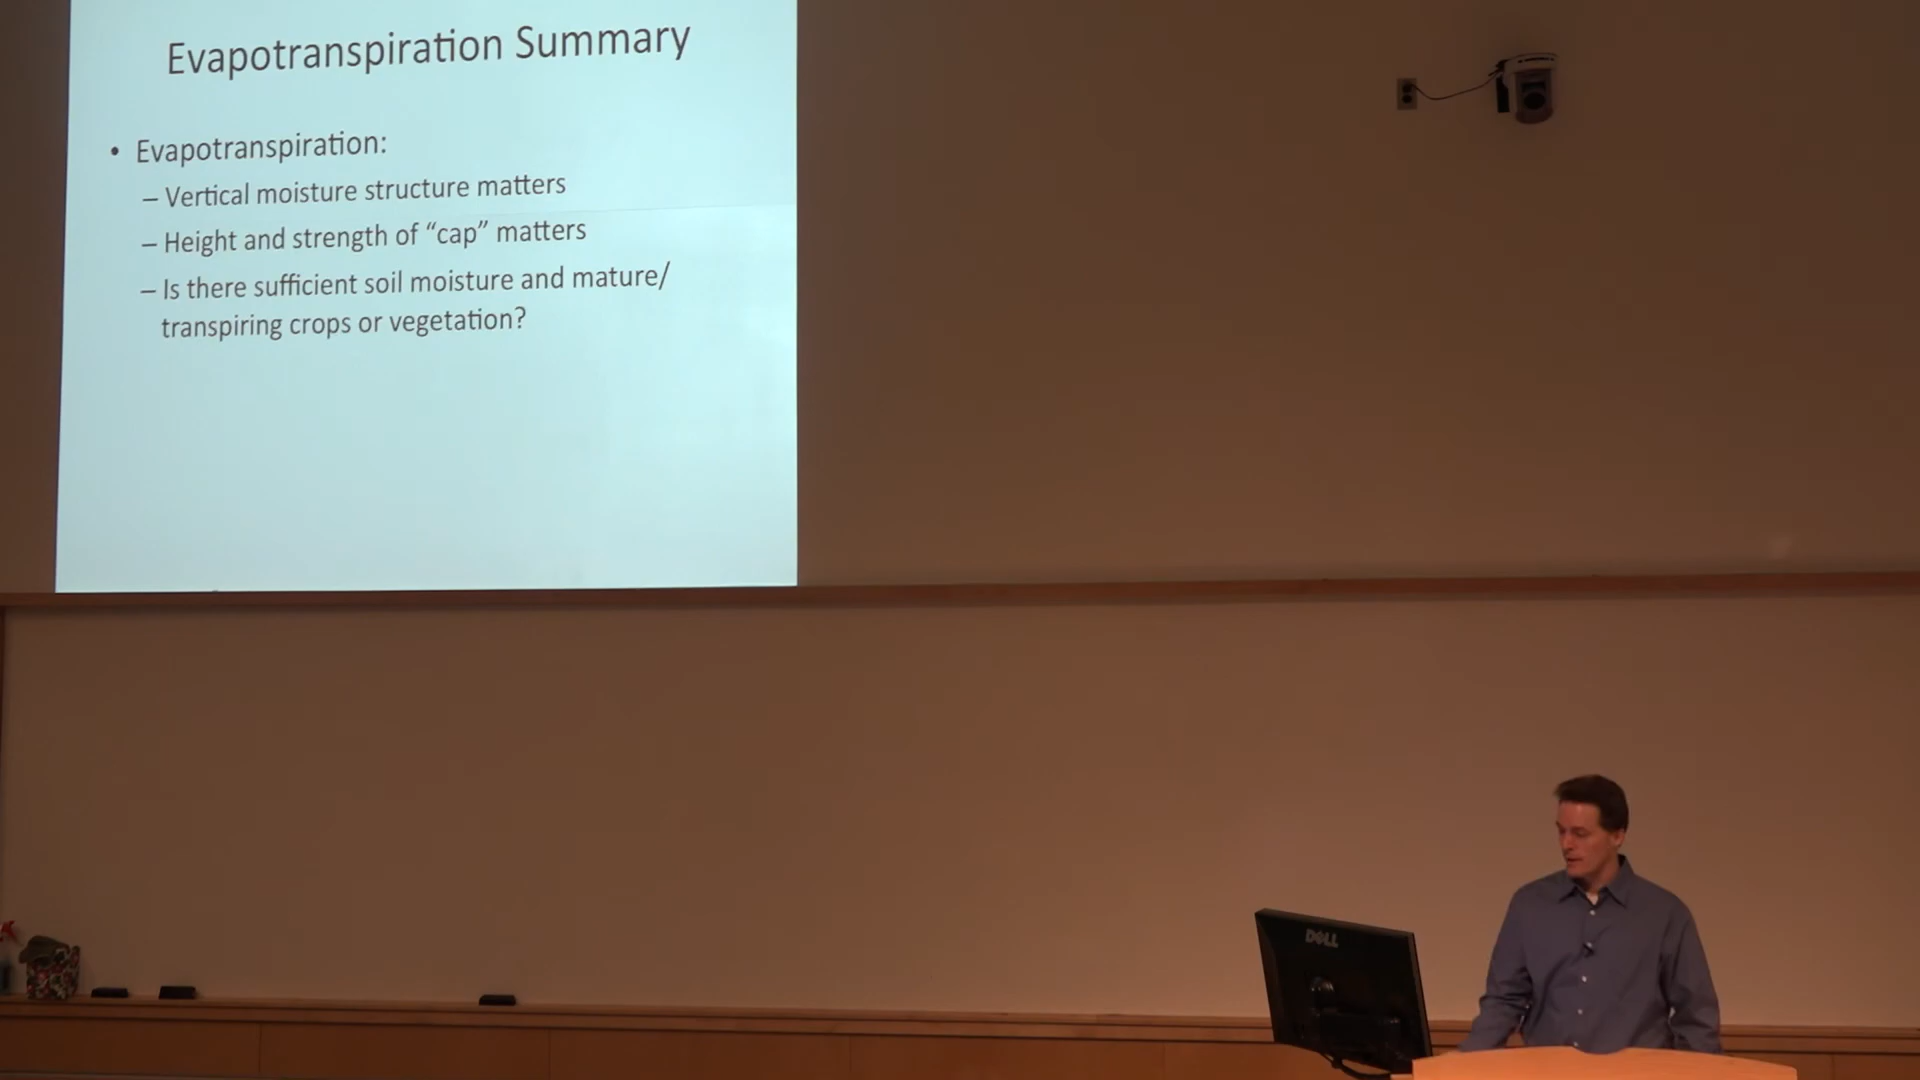 Evapotranspiration Summary
• Evapotranspiration:
– Vertical moisture structure matters
– Height and strength of “cap” matters
– Is there sufficient soil moisture and mature/
transpiring crops or vegetation?
DELL